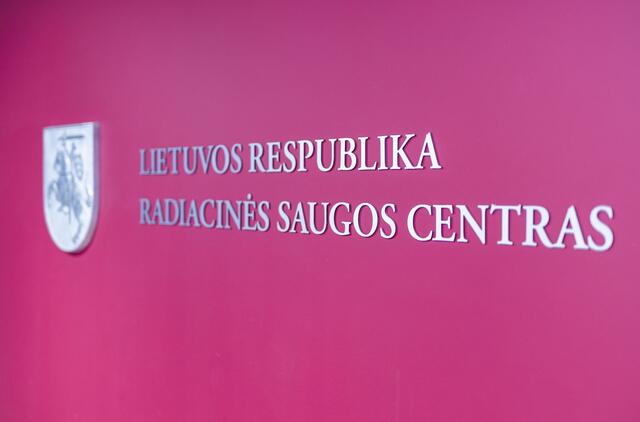 LIETUVOS RESPUBLIKA
RADIACINĖS SAUGOS CENTRAS